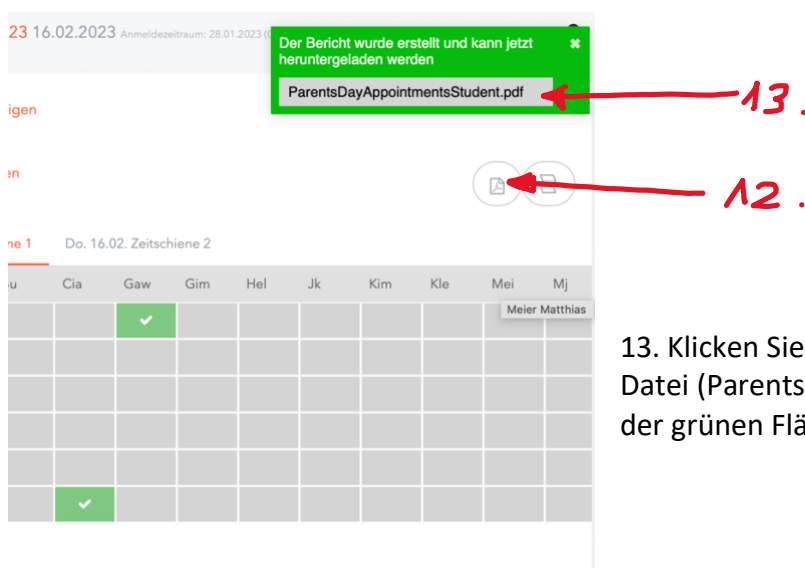 23 16.02.2023 Anmeldezeitraum: 28.01.2023
Der Bericht wurde erstellt und kann jetzt
heruntergeladen werden
ParentsDayAppointmentsStudent.pdf
13.
igen
en
12.
ne 1 Do. 16.02. Zeitschiene 2
u Cia Gaw Gim Hel Jk Kim Kle Mei Mj
Meier Matthias
13. Klicken Sie
Datei (Parents
der grünen Flä